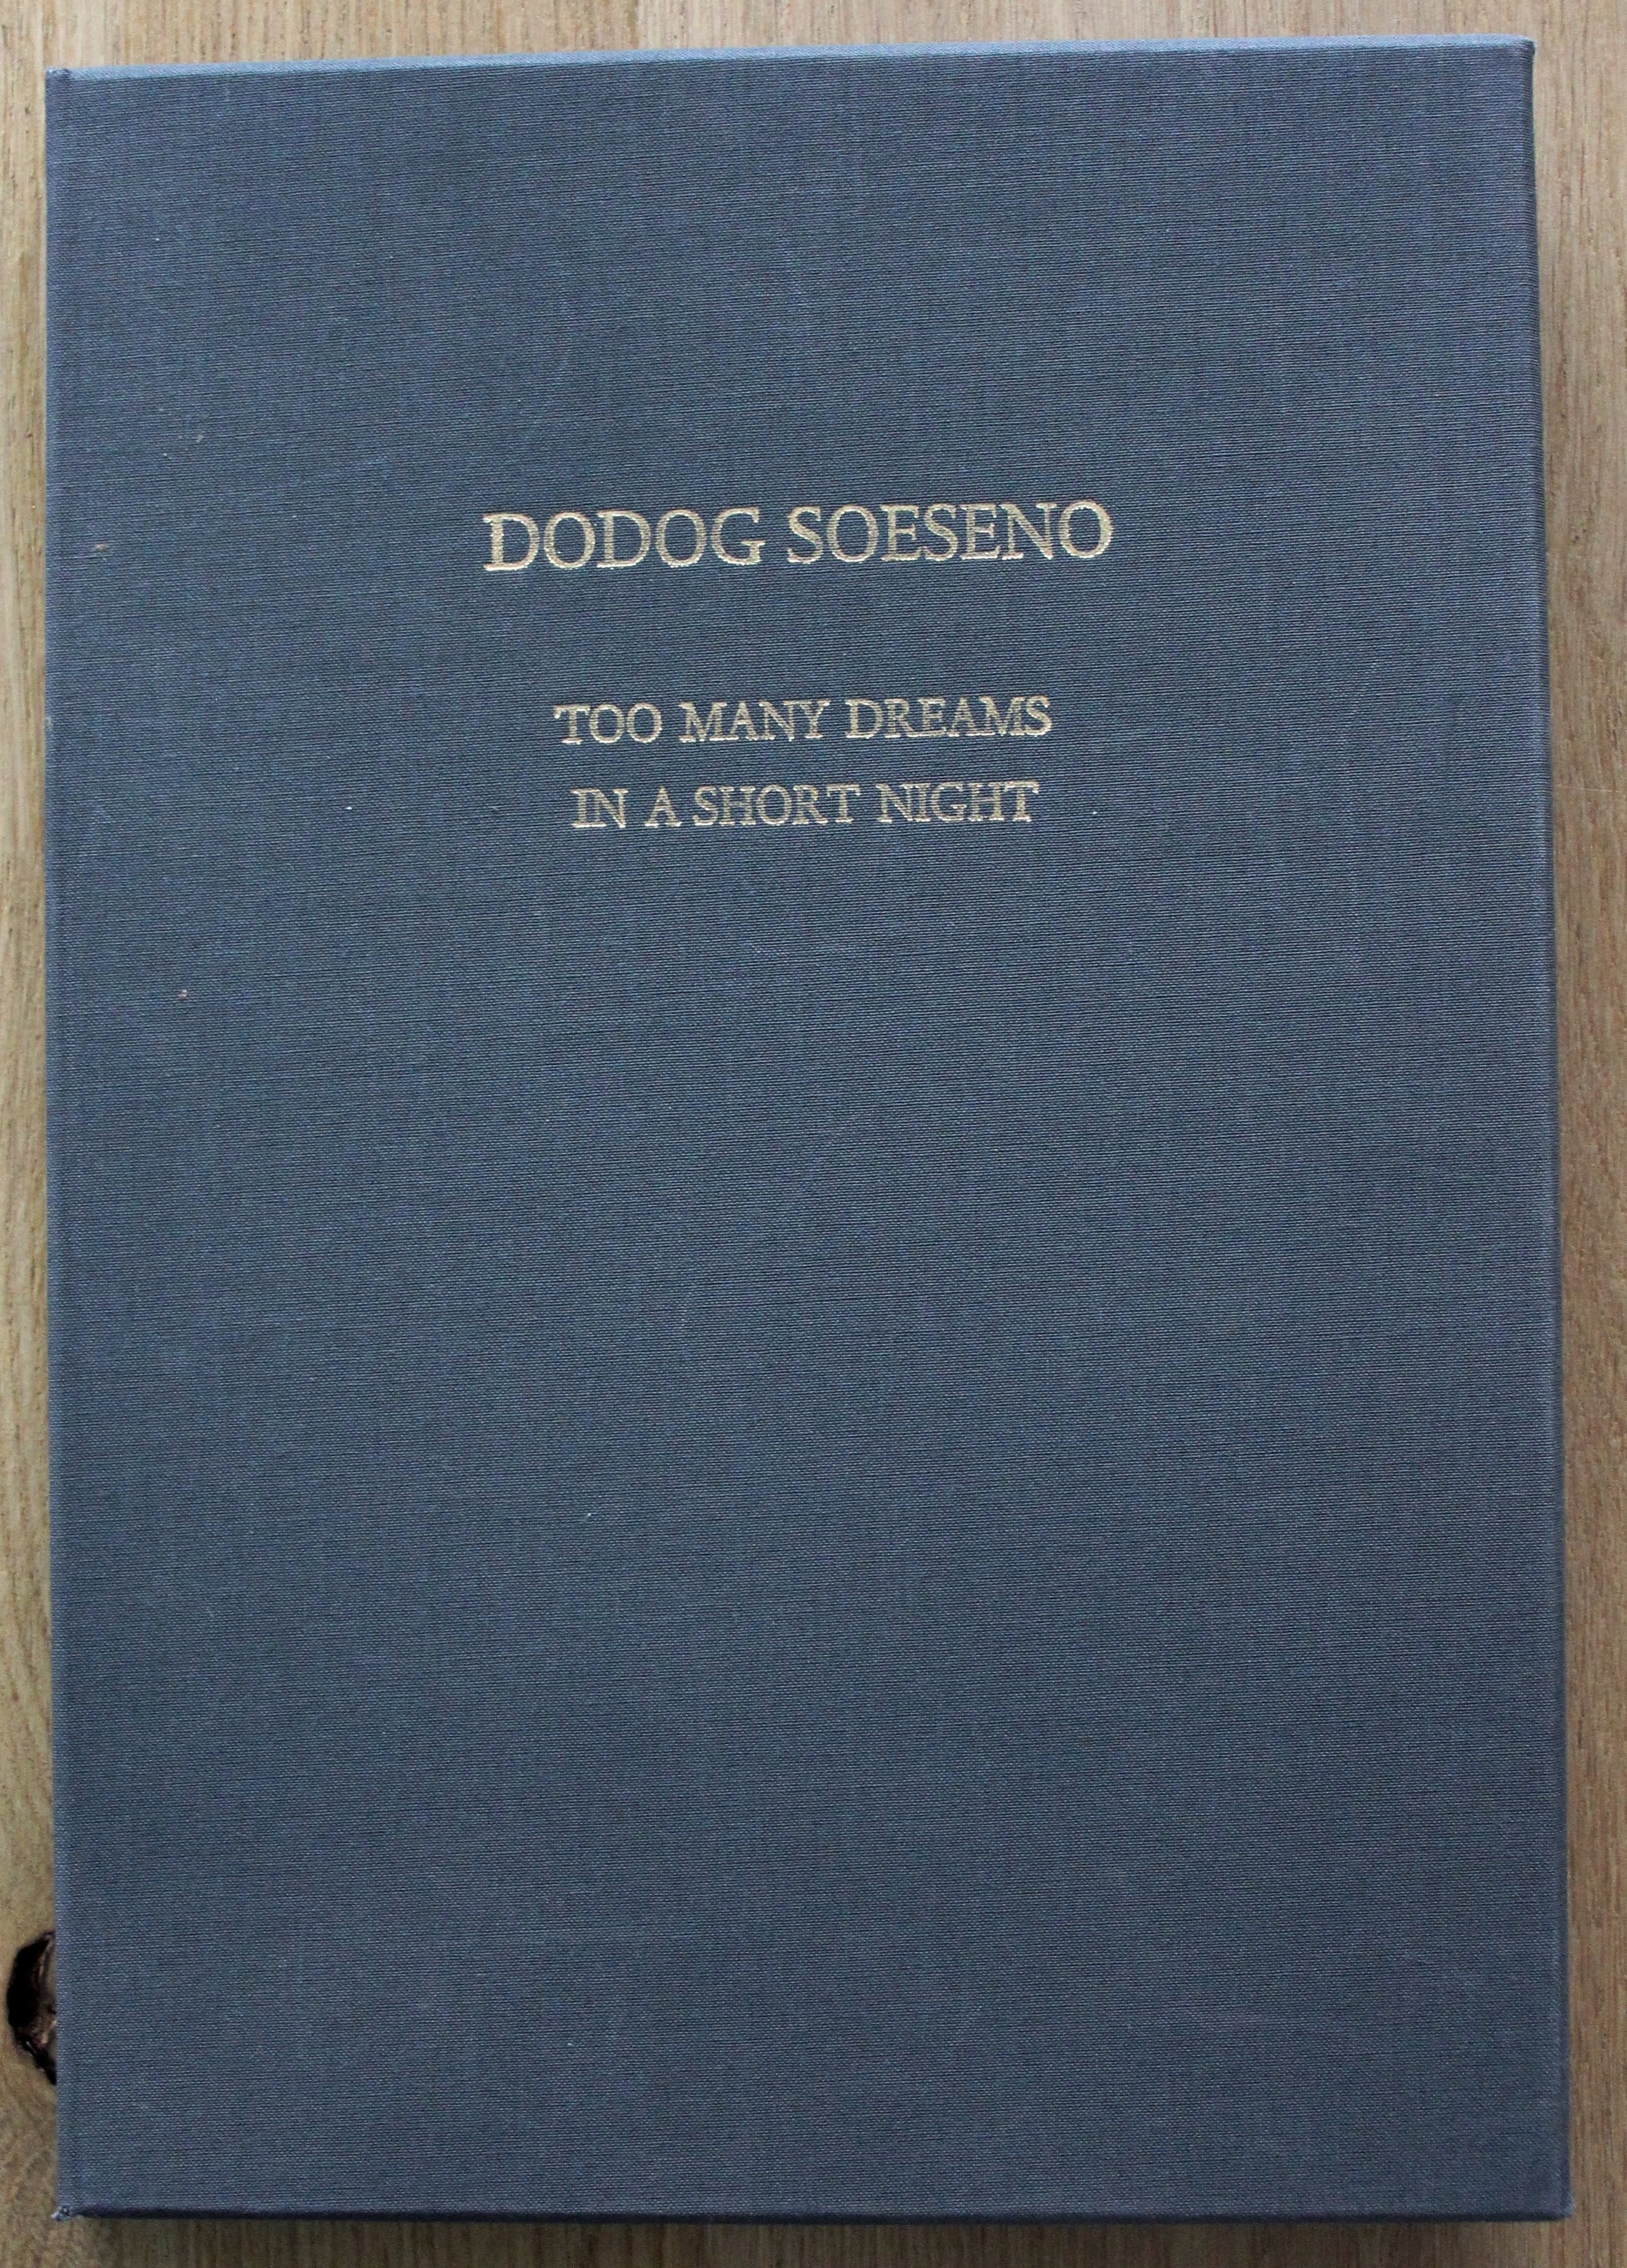 DODOG SOESENO
TOO MANY DREAMS
IN A SHORT NIGHT